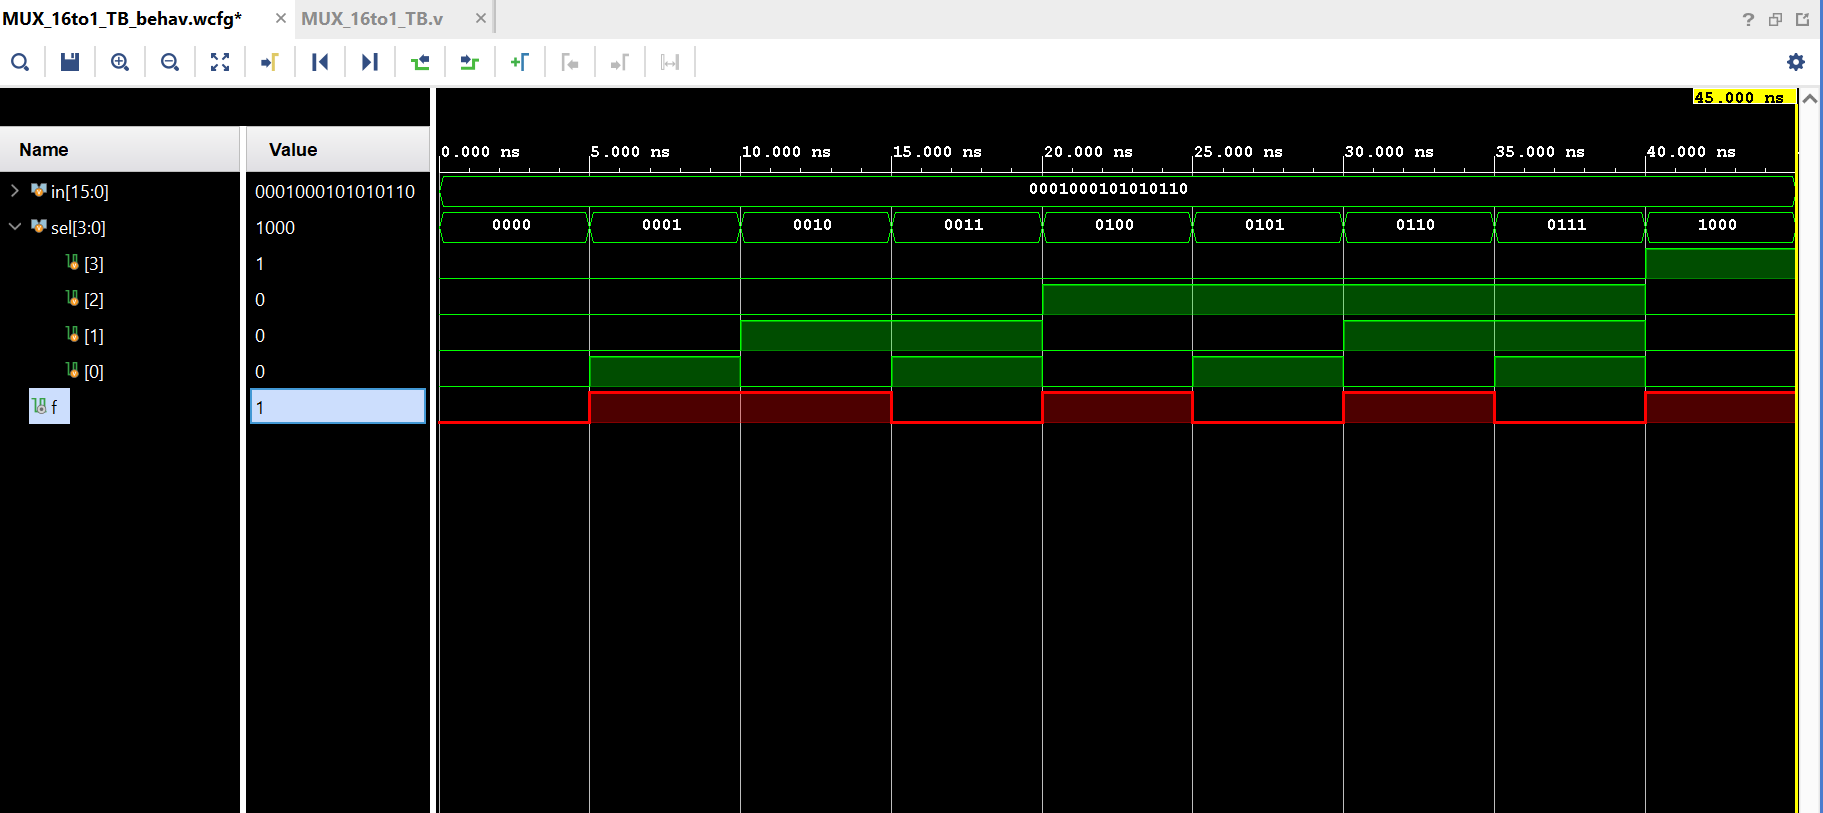 MUX_16to1_TB_behav.wcfg* × MUX_16to1_TB.v × ?
45.000 ns
Name Value
0.000 ns 5.000 ns 10.000 ns 15.000 ns 20.000 ns 25.000 ns 30.000 ns 35.000 ns 40.000 ns
in[15:0] 0001000101010110 0001000101010110
sel[3:0] 1000 0000 0001 0010 0011 0100 0101 0110 0111 1000
[3] 1
[2] 0
[1] 0
[0] 0
f 1